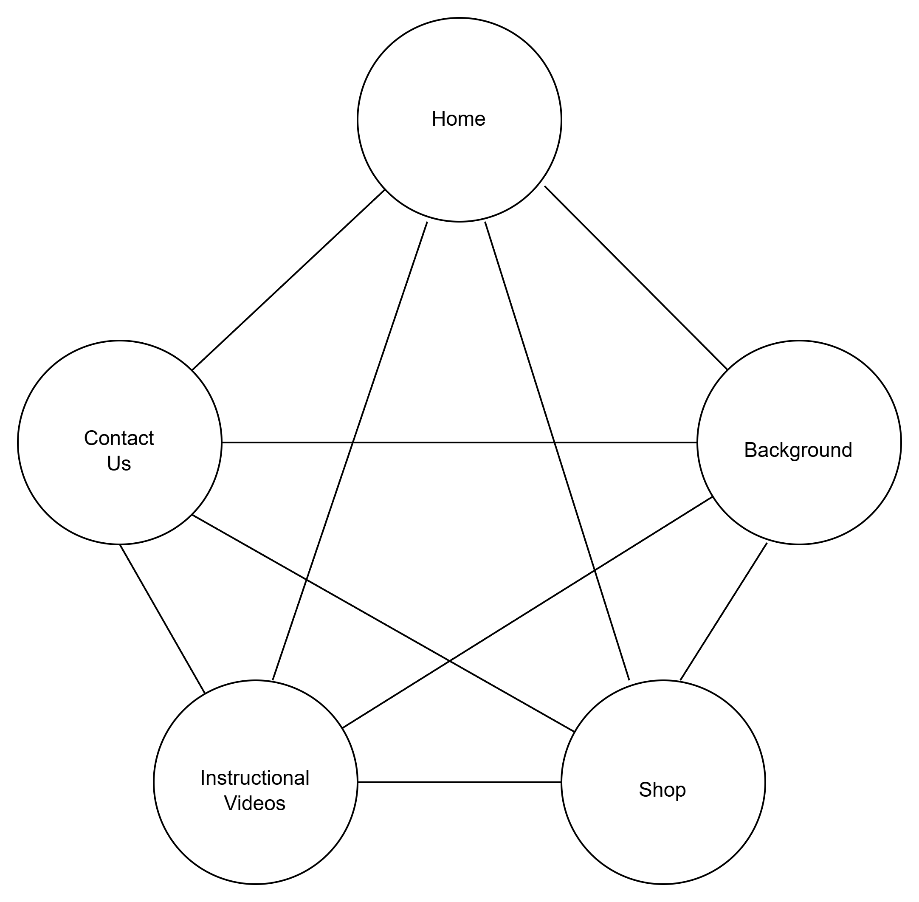 Home
Contact
Us
Background
Instructional
Videos
Shop